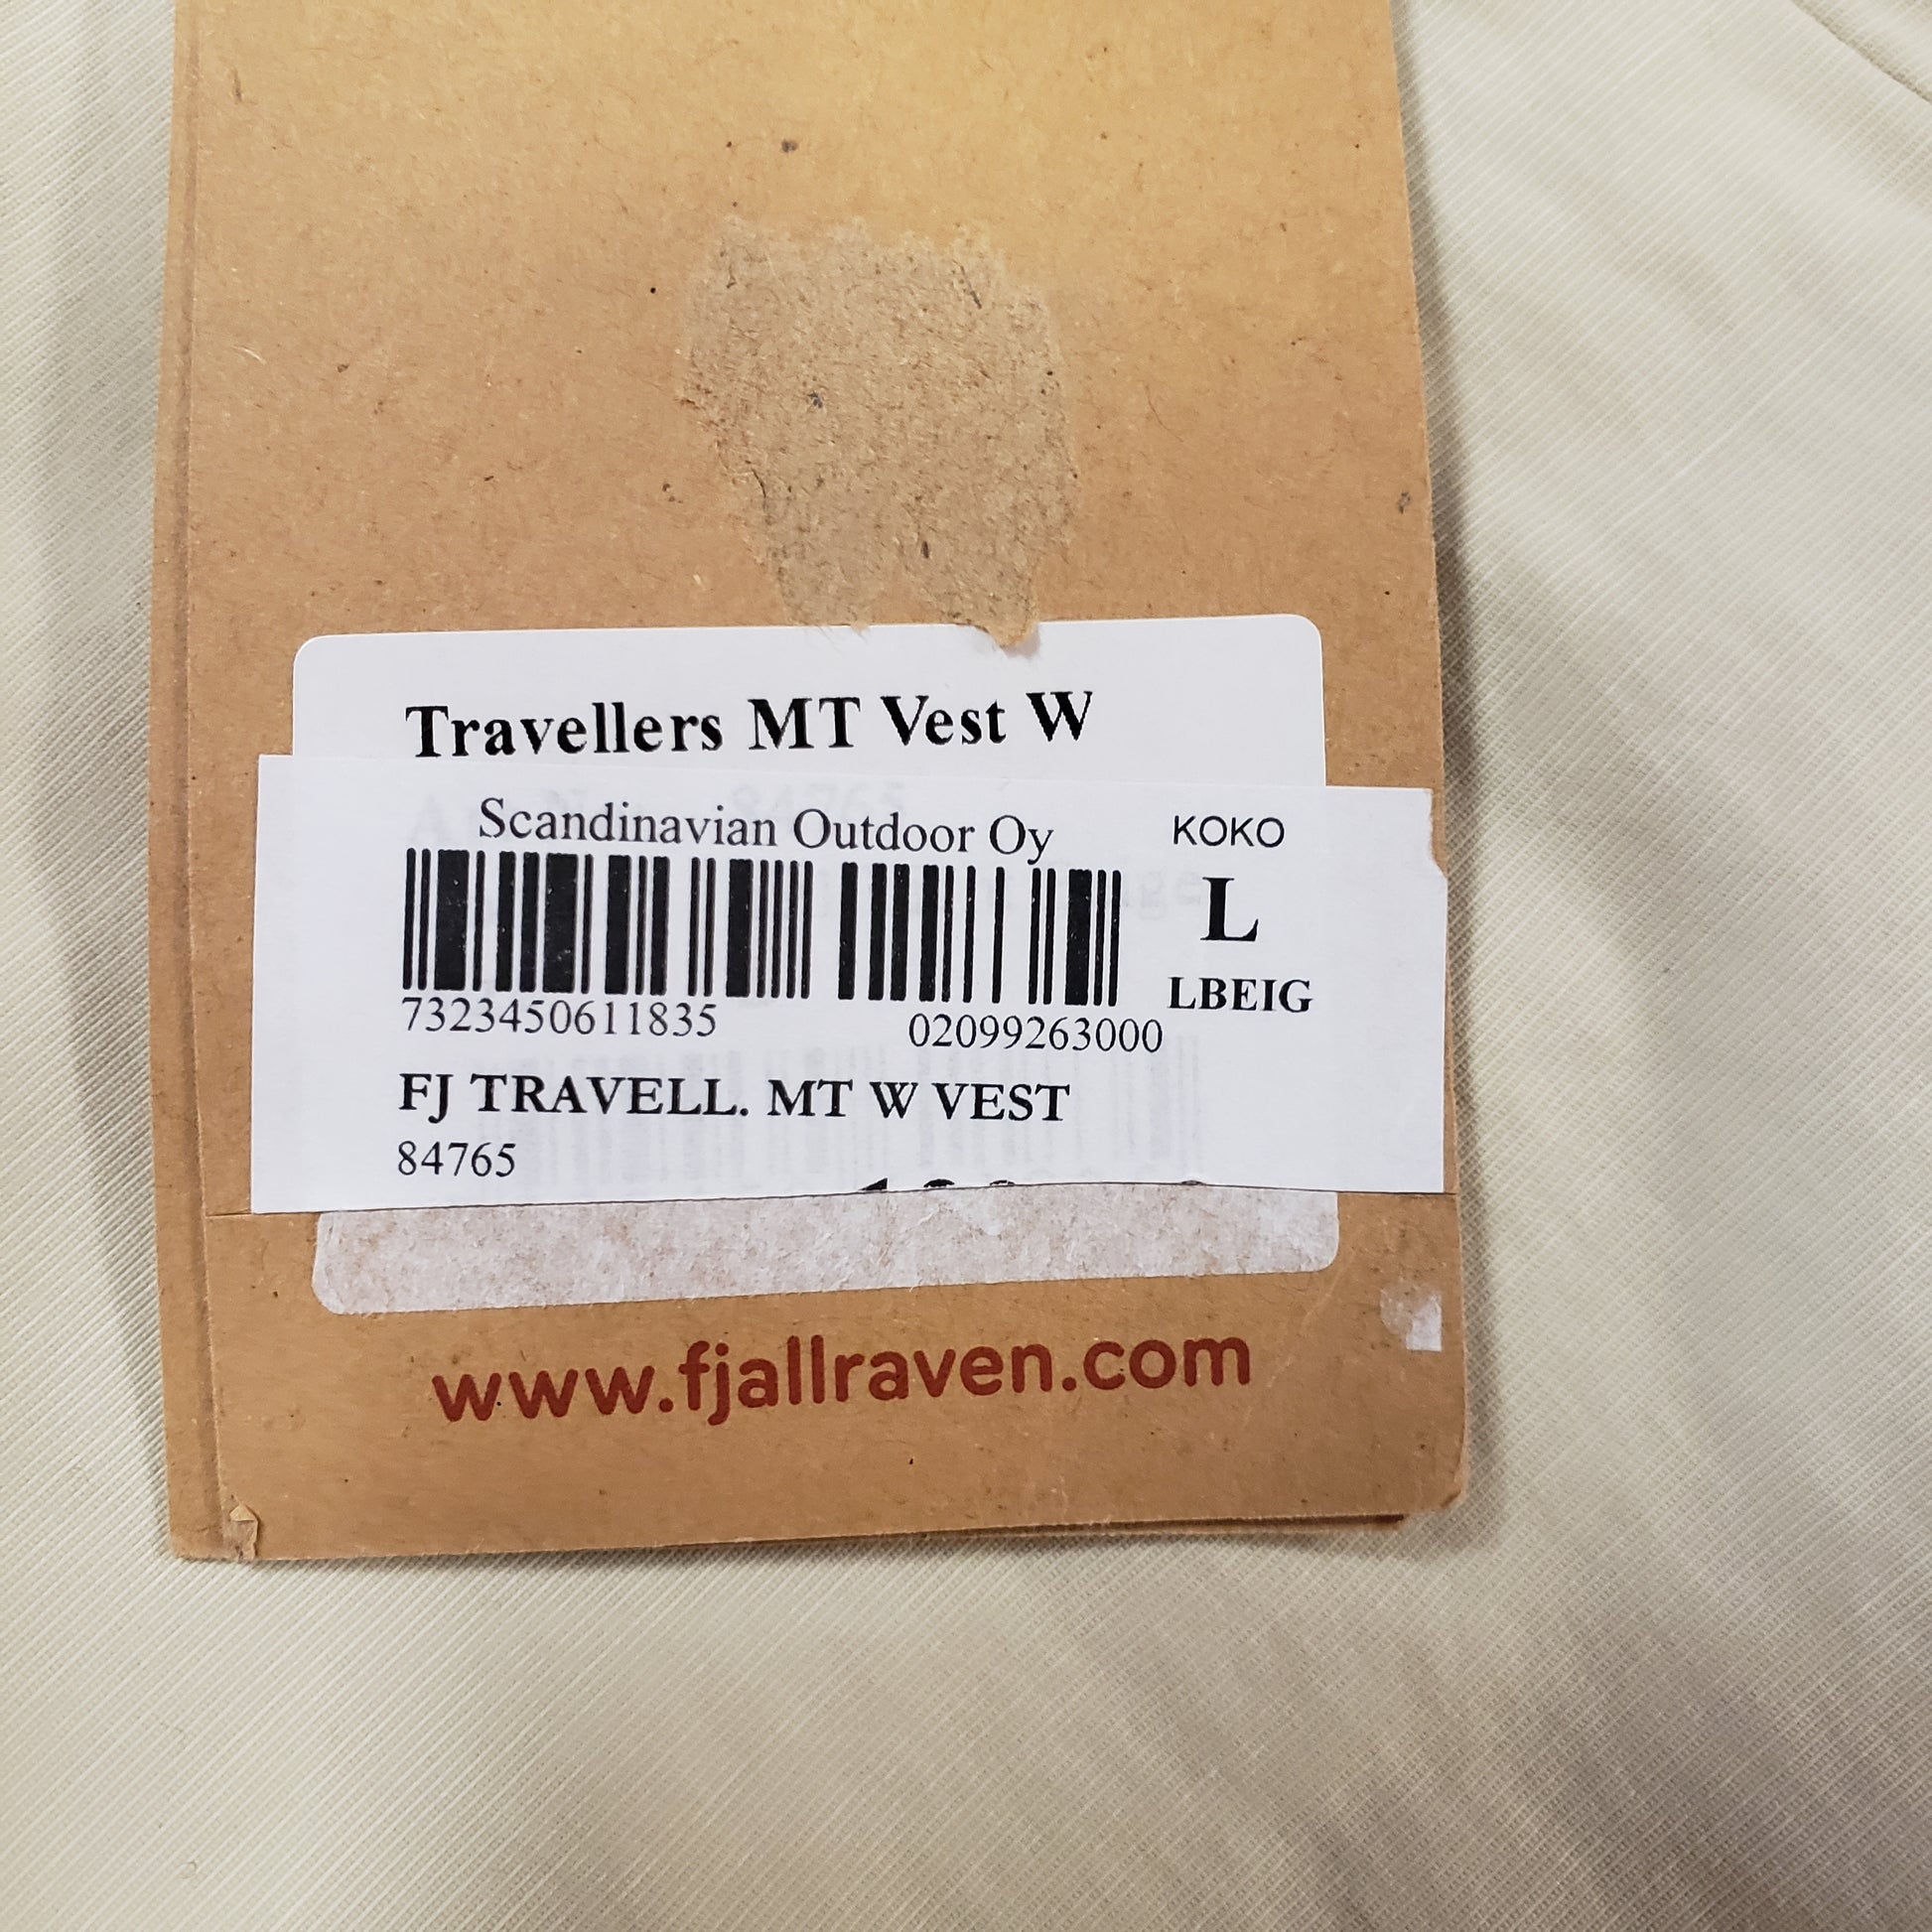 Travellers MT Vest W
Scandinavian Outdoor Oy
KOKO
L
LBEIG
7323450611835
02099263000
FJ TRAVELL. MT W VEST
84765
www.fjallraven.com